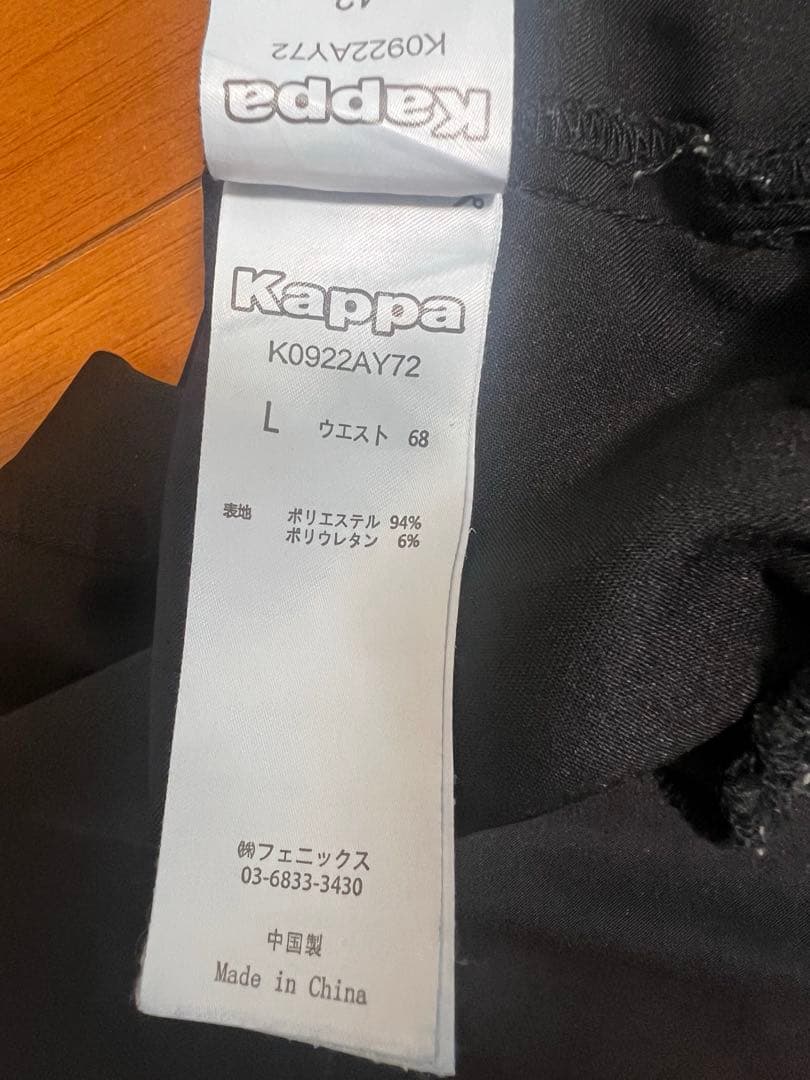 K0922AY72
Kappa
Kappa
K0922AY72
L ウエスト 68
表地 ポリエステル 94%
ポリウレタン 6%
㈱フェニックス
03-6833-3430
中国製
Made in China